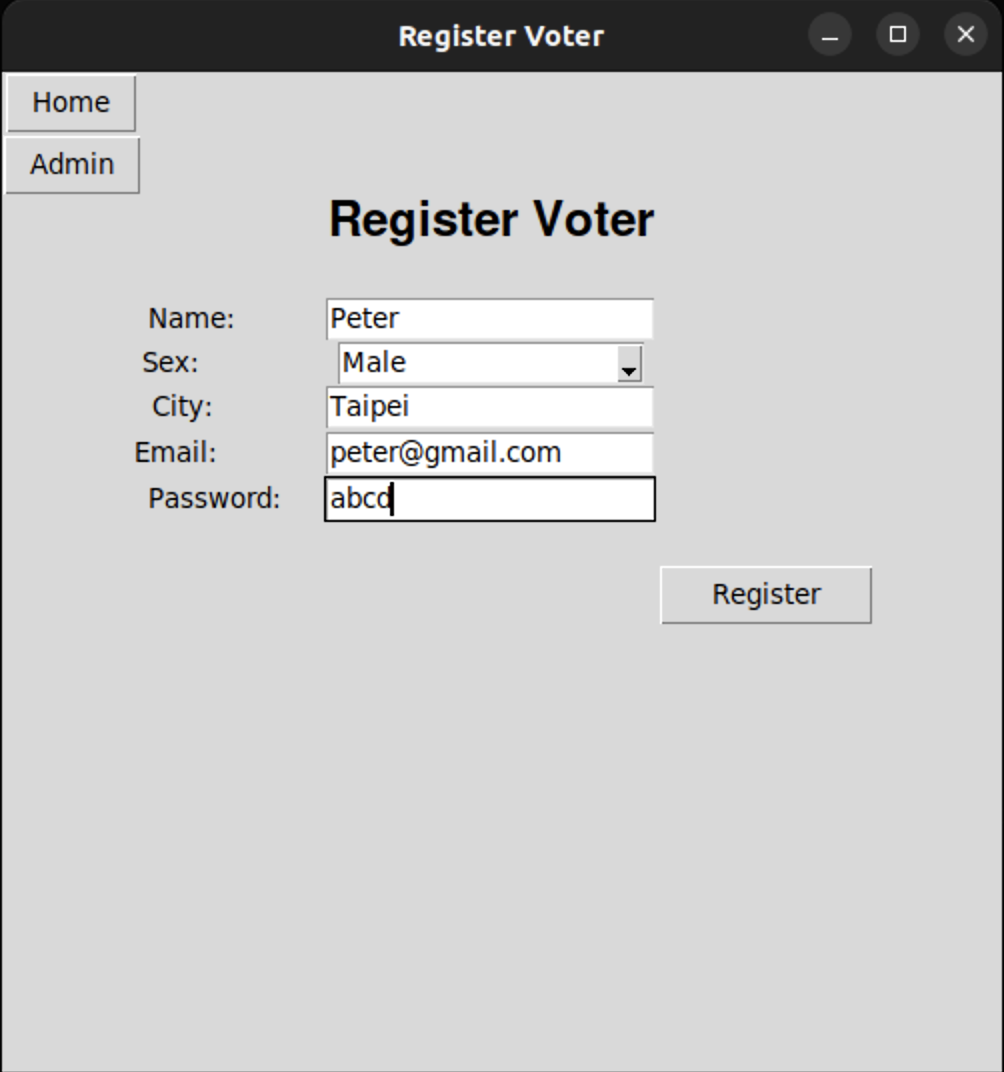 Register Voter
Home
Admin
Register Voter
Name: Peter
Sex: Male
City: Taipei
Email: peter@gmail.com
Password: abcd
Register